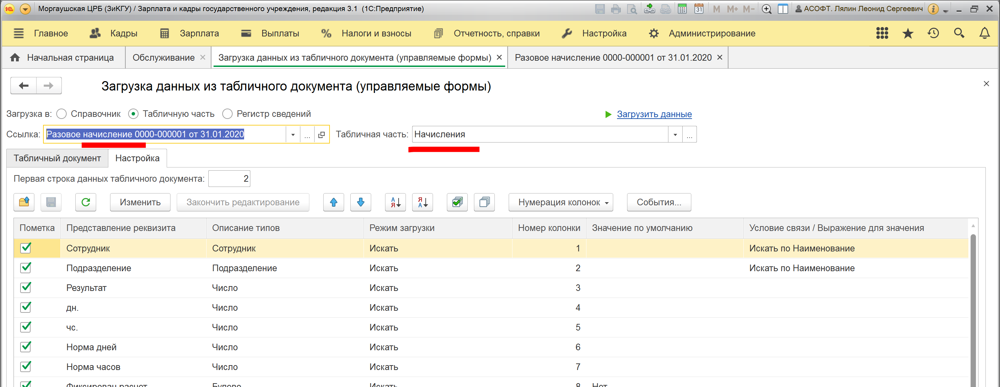 Моргаушская ЦРБ (ЗиКГУ) / Зарплата и кадры государственного учреждения, редакция 3.1 (1С:Предприятие)
31 M M+ M- АСОФТ. Лялин Леонид Сергеевич
Главное Кадры Зарплата Выплаты % Налоги и взносы Отчетность, справки Настройка Администрирование
Начальная страница Обслуживание × Загрузка данных из табличного документа (управляемые формы) × Разовое начисление 0000-000001 от 31.01.2020 ×
Загрузка данных из табличного документа (управляемые формы)
Загрузка в: Справочник Табличную часть Регистр сведений Загрузить данные
Ссылка: Разовое начисление 0000-000001 от 31.01.2020 ... Табличная часть: Начисления ...
Табличный документ Настройка
Первая строка данных табличного документа: 2
Изменить Закончить редактирование А Я Я А Нумерация колонок События...
Пометка Представление реквизита Описание типов Режим загрузки Номер колонки Значение по умолчанию Условие связи / Выражение для значения
Сотрудник Сотрудник Искать 1 Искать по Наименование
Подразделение Подразделение Искать 2 Искать по Наименование
Результат Число Искать 3
дн. Число Искать 4
чс. Число Искать 5
Норма дней Число Искать 6
Норма часов Число Искать 7
Фиксирован расчет Булево Искать 8 Нет